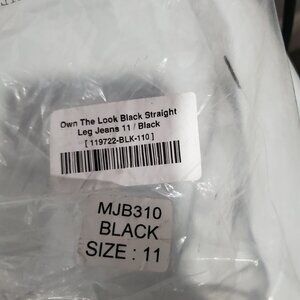 Own The Look Black Straight
Leg Jeans 11 / Black
[ 119722-BLK-110 ]
MJB310
BLACK
SIZE : 11